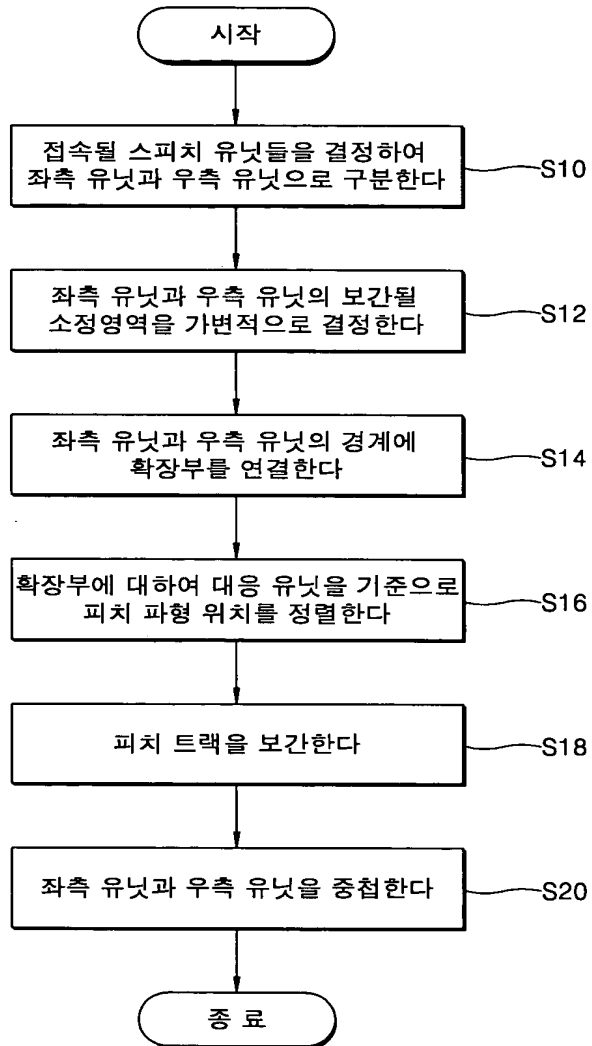 시작
접속될 스피치 유닛들을 결정하여
좌측 유닛과 우측 유닛으로 구분한다
S10
좌측 유닛과 우측 유닛의 보간될
소정영역을 가변적으로 결정한다
S12
좌측 유닛과 우측 유닛의 경계에
확장부를 연결한다
S14
확장부에 대하여 대응 유닛을 기준으로
피치 파형 위치를 정렬한다
S16
피치 트랙을 보간한다
S18
좌측 유닛과 우측 유닛을 중첩한다
S20
종 료